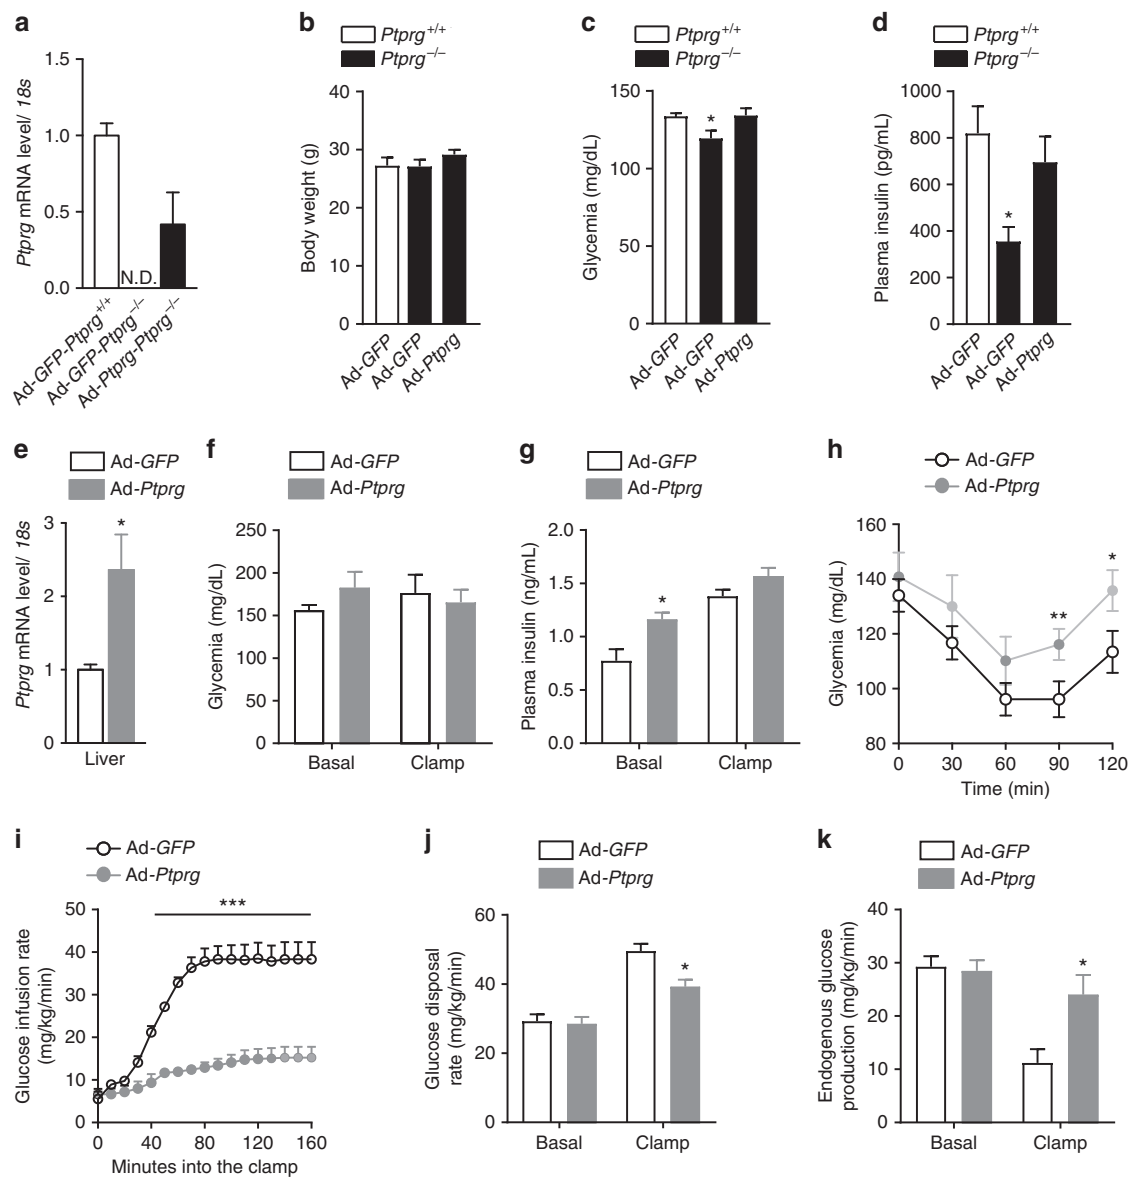 a
Ptprg mRNA level/ 18s
1.5
1.0
0.5
0.0
N.D.
Ad-GFP-Ptprg+/+
Ad-GFP-Ptprg–/–
Ad-Ptprg-Ptprg–/–
b
Ptprg+/+
Ptprg–/–
Body weight (g)
40
30
20
10
0
Ad-GFP
Ad-GFP
Ad-Ptprg
c
Ptprg+/+
Ptprg–/–
Glycemia (mg/dL)
150
100
50
0
*
Ad-GFP
Ad-GFP
Ad-Ptprg
d
Ptprg+/+
Ptprg–/–
Plasma insulin (pg/mL)
1000
800
600
400
200
0
*
Ad-GFP
Ad-GFP
Ad-Ptprg
e
Ad-GFP
Ad-Ptprg
Ptprg mRNA level/ 18s
3
2
1
0
*
Liver
f
Ad-GFP
Ad-Ptprg
Glycemia (mg/dL)
250
200
150
100
50
0
Basal Clamp
g
Ad-GFP
Ad-Ptprg
Plasma insulin (ng/mL)
2.0
1.5
1.0
0.5
0.0
*
Basal Clamp
h
Ad-GFP
Ad-Ptprg
Glycemia (mg/dL)
160
140
120
100
80
** *
0 30 60 90 120
Time (min)
i
Ad-GFP
Ad-Ptprg
Glucose infusion rate
(mg/kg/min)
50
40
30
20
10
0
***
0 40 80 120 160
Minutes into the clamp
j
Ad-GFP
Ad-Ptprg
Glucose disposal
rate (mg/kg/min)
60
40
20
0
*
Basal Clamp
k
Ad-GFP
Ad-Ptprg
Endogenous glucose
production (mg/kg/min)
40
30
20
10
0
*
Basal Clamp